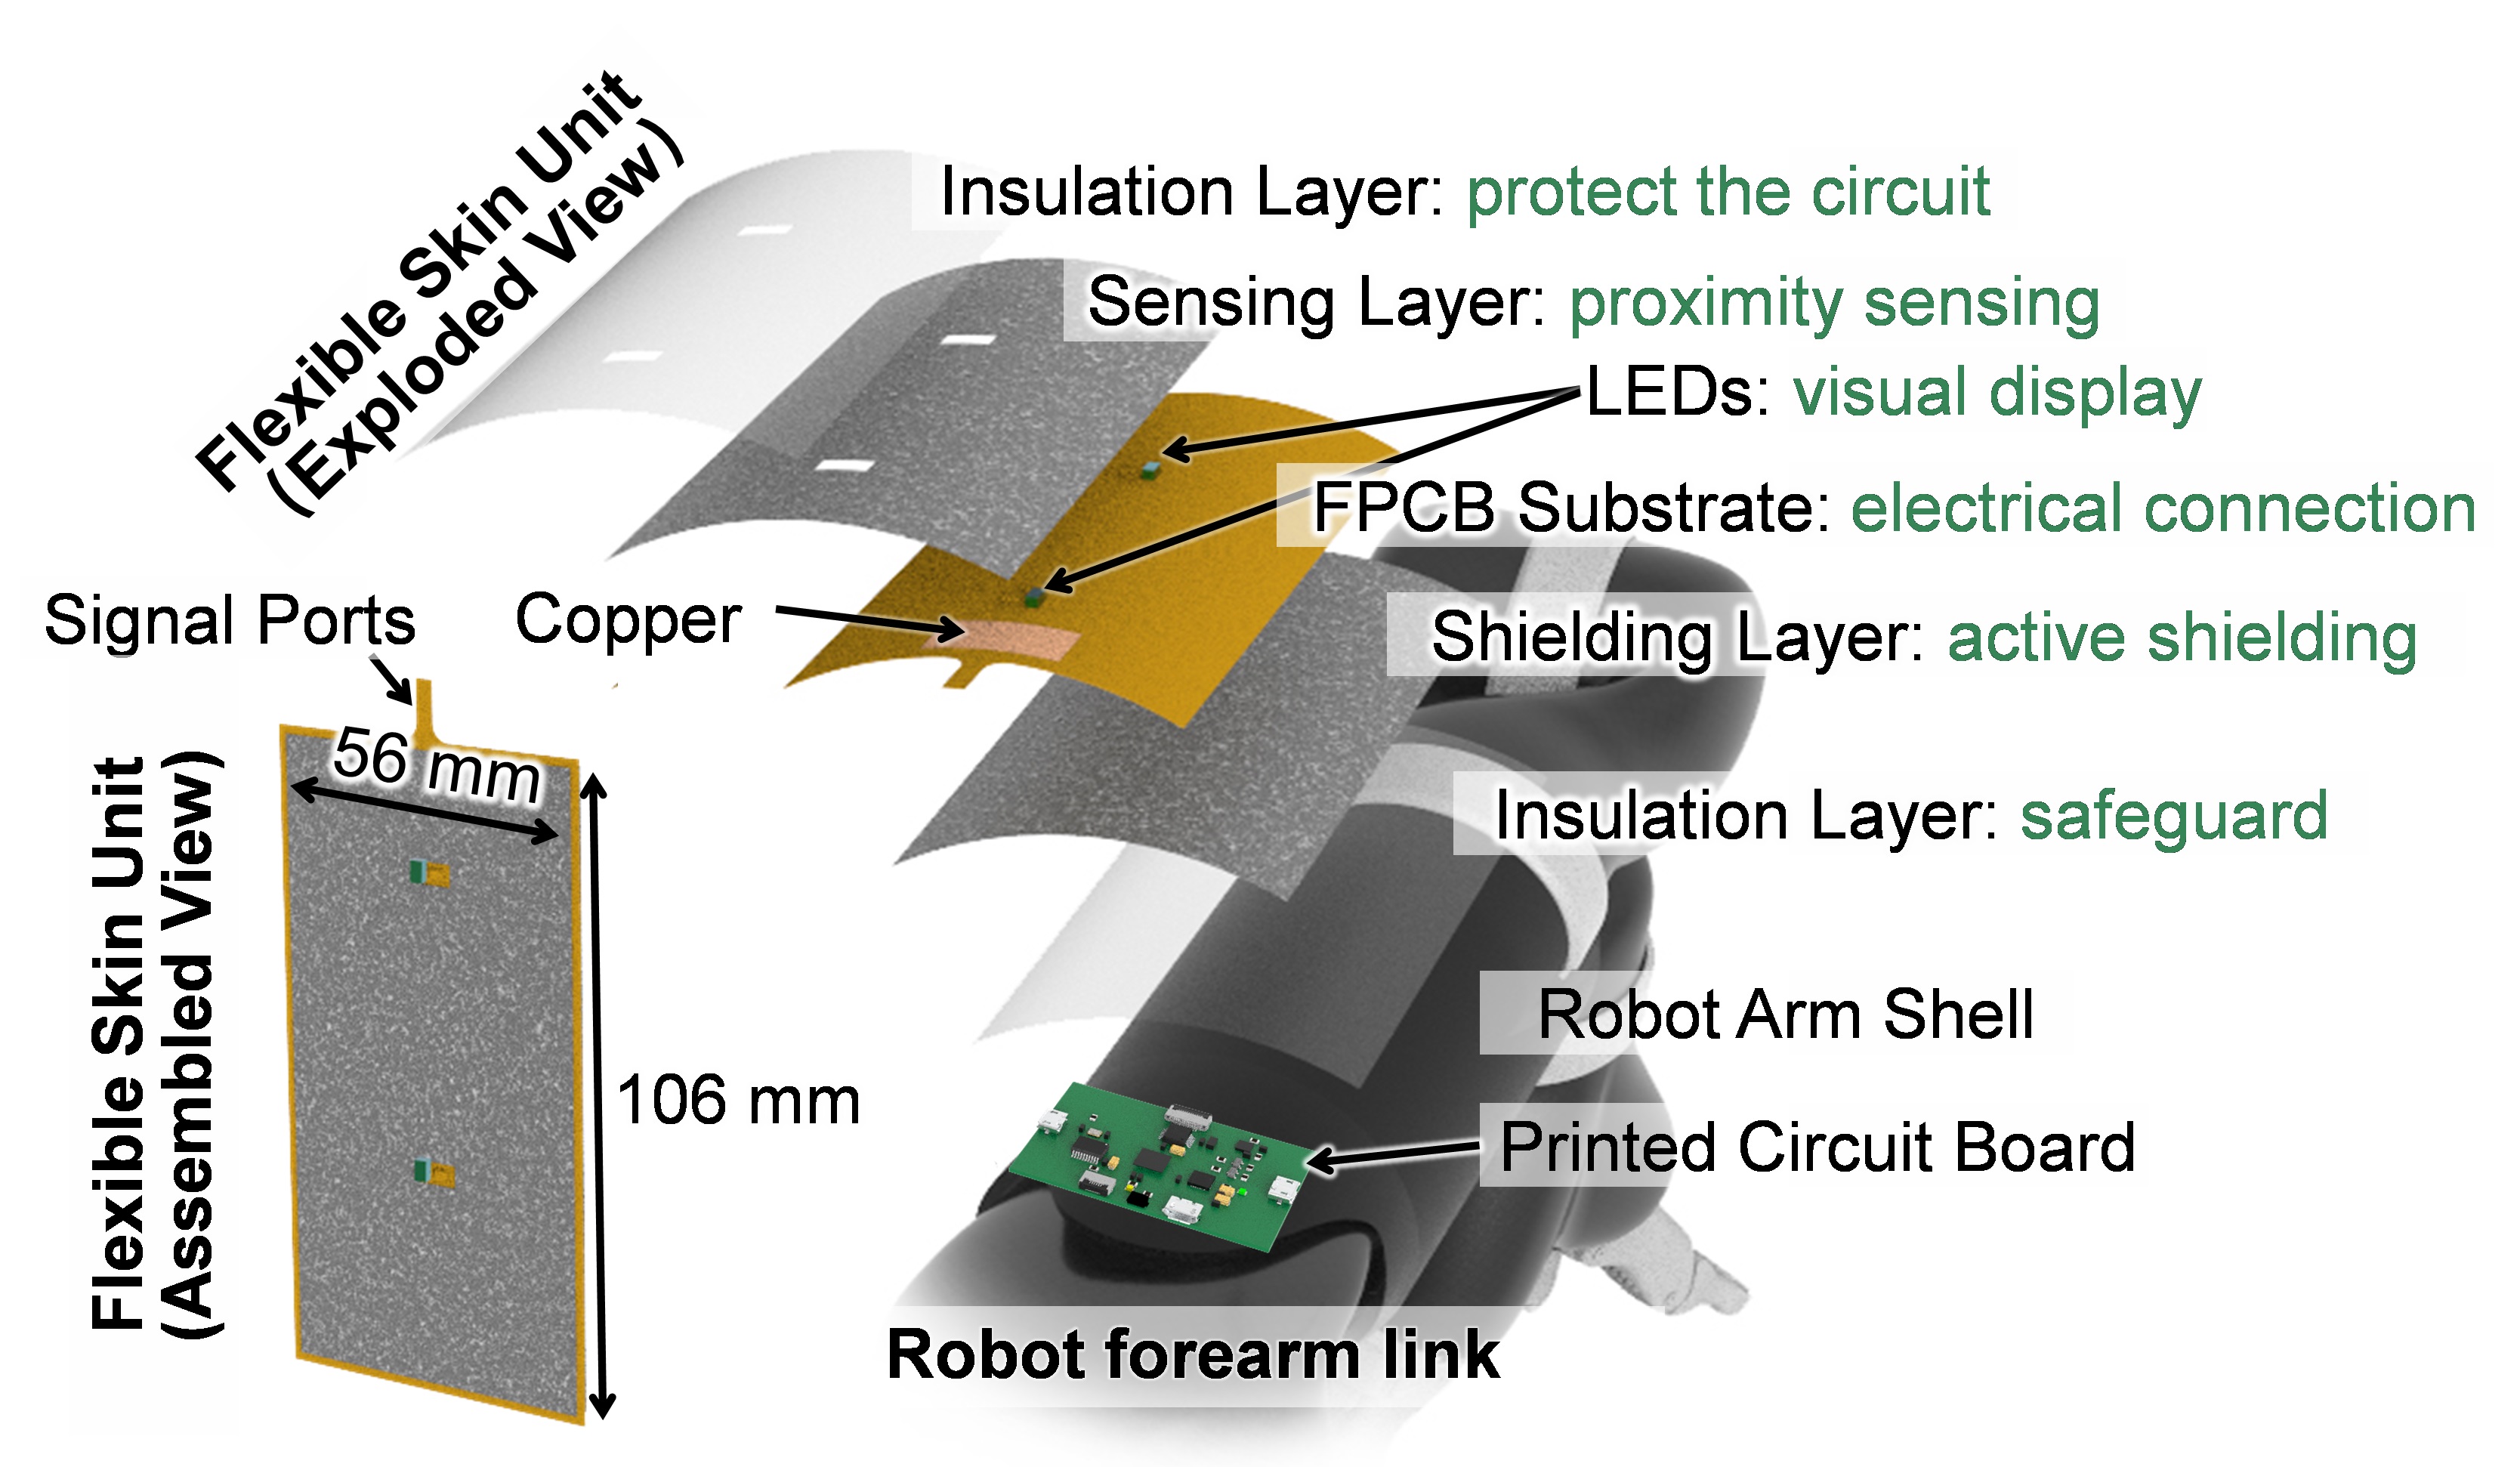 Flexible Skin Unit
(Exploded View)
Insulation Layer: protect the circuit
Sensing Layer: proximity sensing
LEDs: visual display
FPCB Substrate: electrical connection
Signal Ports
Copper
Shielding Layer: active shielding
56 mm
Insulation Layer: safeguard
Flexible Skin Unit
(Assembled View)
106 mm
Robot Arm Shell
Printed Circuit Board
Robot forearm link